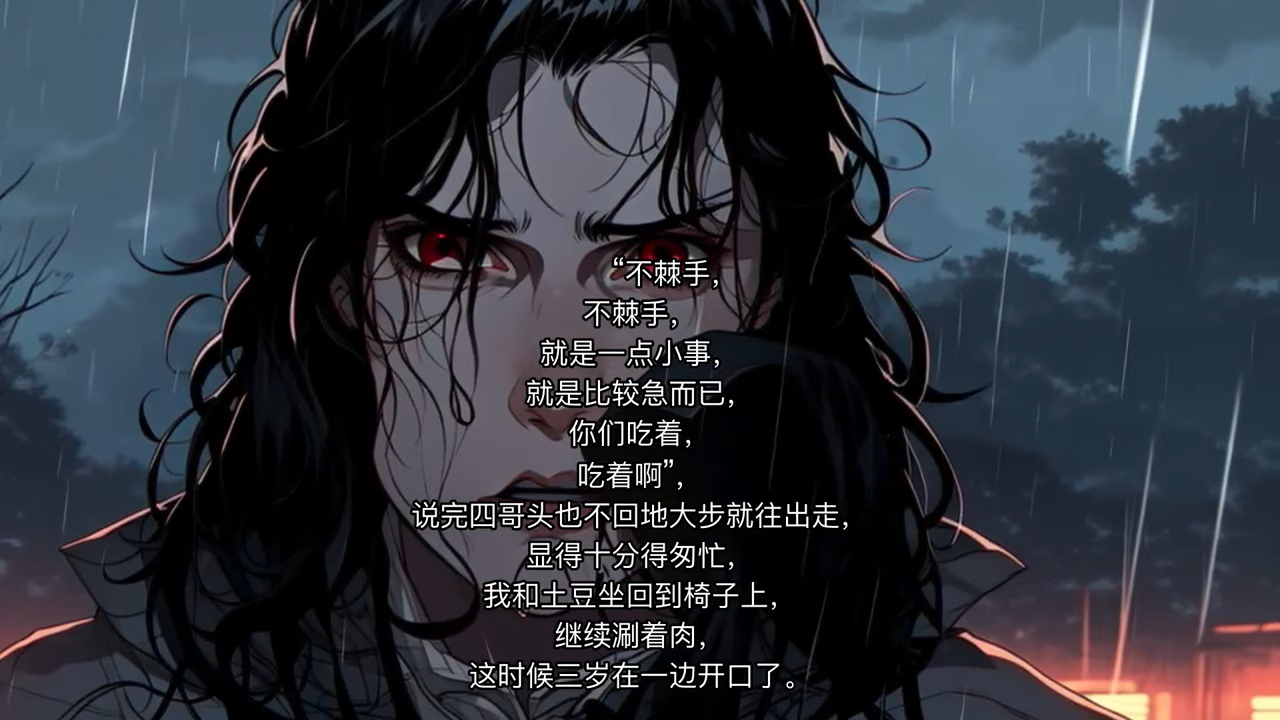 “不棘手，
不棘手，
就是一点小事，
就是比较急而已，
你们吃着，
吃着啊”，
说完四哥头也不回地大步就往出走，
显得十分得匆忙，
我和土豆坐回到椅子上，
继续涮着肉，
这时候三岁在一边开口了。